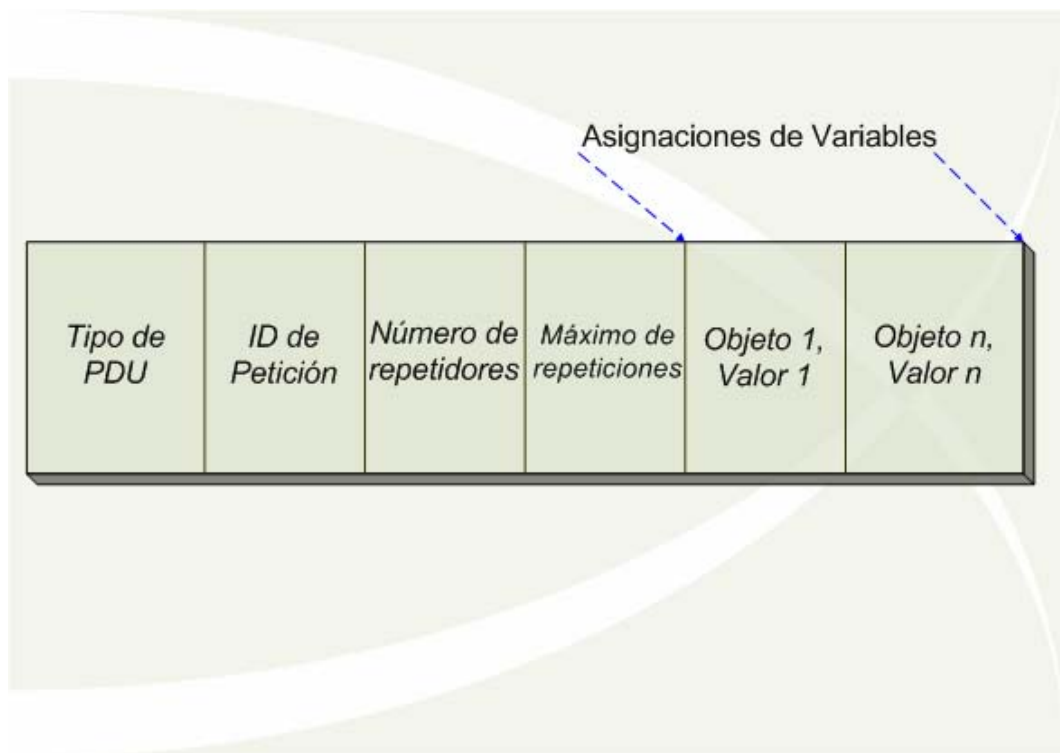 Asignaciones de Variables
Tipo de
PDU
ID de
Petición
Número de
repetidores
Máximo de
repeticiones
Objeto 1,
Valor 1
Objeto n,
Valor n